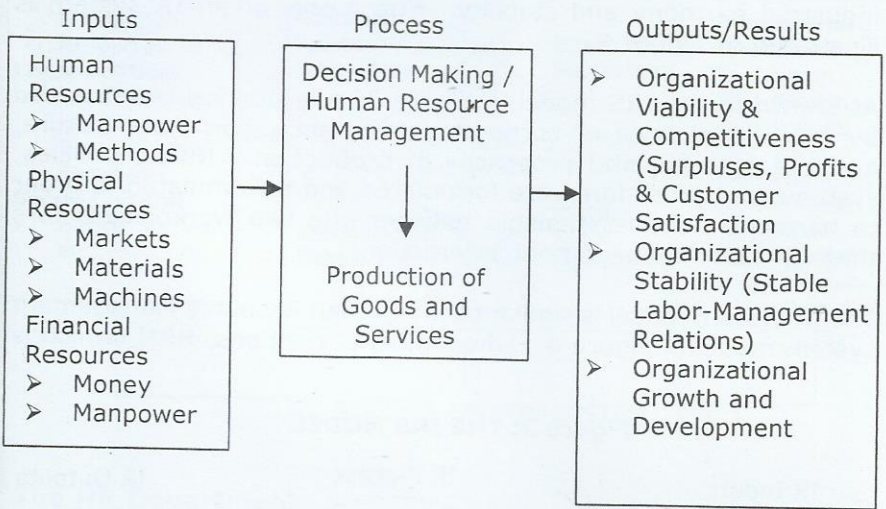 Inputs
Human
Resources
➤ Manpower
➤ Methods
Physical
Resources
➤ Markets
➤ Materials
➤ Machines
Financial
Resources
➤ Money
➤ Manpower
Process
Decision Making /
Human Resource
Management
Production of
Goods and
Services
Outputs/Results
➤ Organizational
Viability &
Competitiveness
(Surpluses, Profits
& Customer
Satisfaction
➤ Organizational
Stability (Stable
Labor-Management
Relations)
➤ Organizational
Growth and
Development